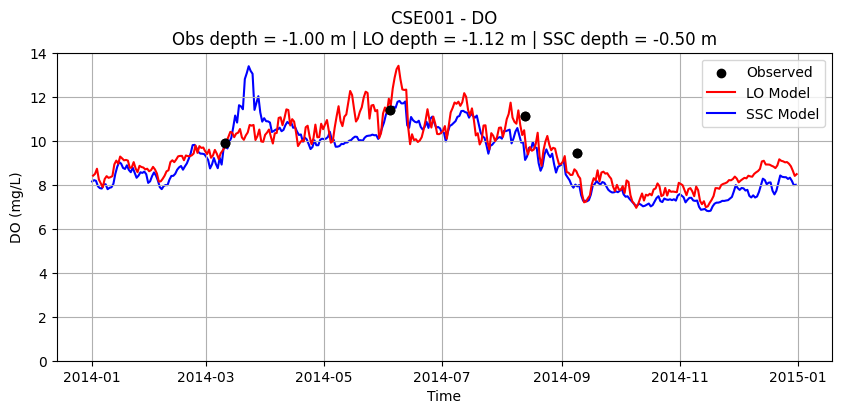 CSE001 - DO
Obs depth = -1.00 m | LO depth = -1.12 m | SSC depth = -0.50 m
14
12
10
8
6
4
2
0
DO (mg/L)
Observed
LO Model
SSC Model
2014-01
2014-03
2014-05
2014-07
2014-09
2014-11
2015-01
Time